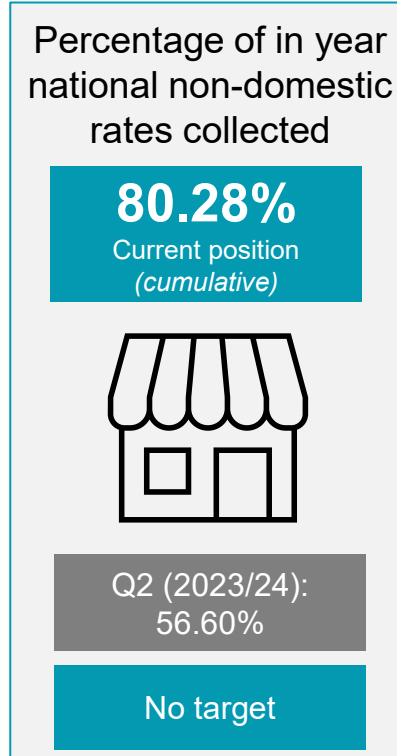 Percentage of in year
national non-domestic
rates collected
80.28%
Current position
(cumulative)
Q2 (2023/24):
56.60%
No target